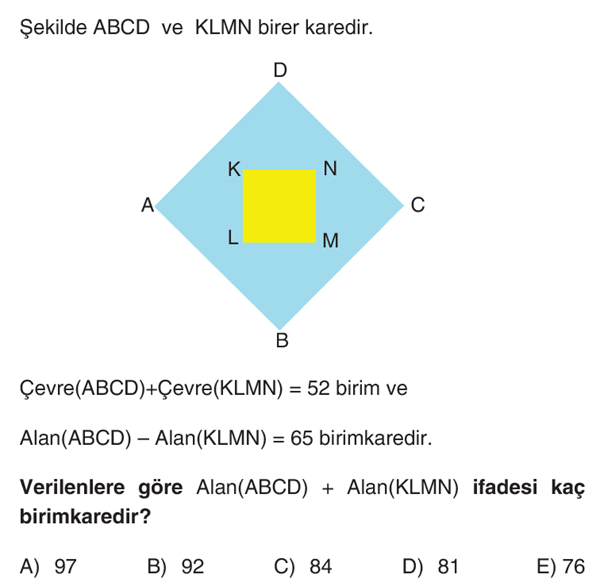 Şekilde ABCD ve KLMN birer karedir.
D
K N
A C
L M
B
Çevre(ABCD)+Çevre(KLMN) = 52 birim ve
Alan(ABCD) – Alan(KLMN) = 65 birimkaredir.
Verilenlere göre Alan(ABCD) + Alan(KLMN) ifadesi kaç
birimkaredir?
A) 97 B) 92 C) 84 D) 81 E) 76